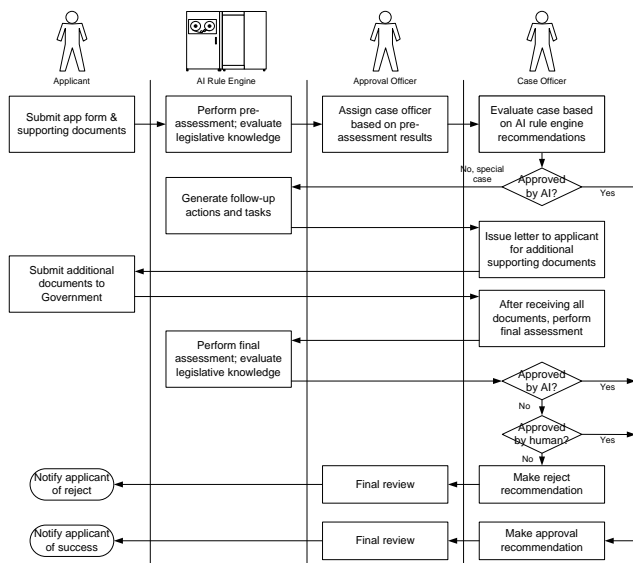 Applicant
AI Rule Engine
Approval Officer
Case Officer
Submit app form &
supporting documents
Perform pre-
assessment; evaluate
legislative knowledge
Assign case officer
based on pre-
assessment results
Evaluate case based
on AI rule engine
recommendations
No, special
case
Approved
by AI?
Yes
Generate follow-up
actions and tasks
Issue letter to applicant
for additional
supporting documents
Submit additional
documents to
Government
After receiving all
documents, perform
final assessment
Perform final
assessment; evaluate
legislative knowledge
Approved
by AI?
Yes
No
Approved
by human?
Yes
No
Notify applicant
of reject
Final review
Make reject
recommendation
Notify applicant
of success
Final review
Make approval
recommendation